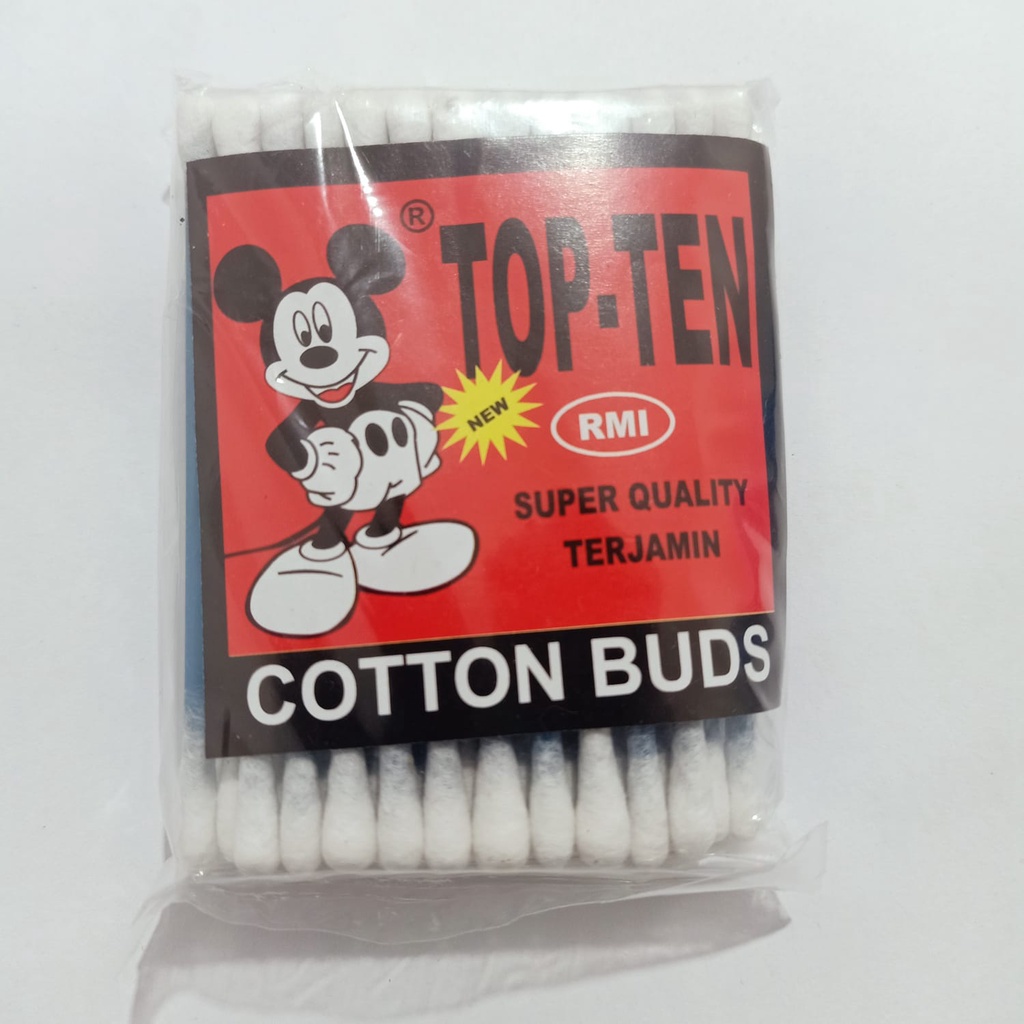 ®
TOP-TEN
NEW
RMI
SUPER QUALITY
TERJAMIN
COTTON BUDS